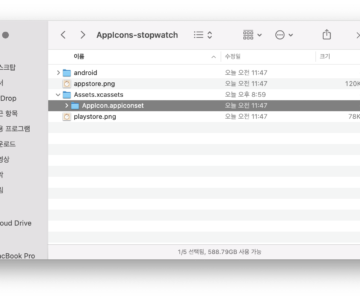 AppIcons-stopwatch
이름 수정일 크기
android 오늘 오전 11:47
appstore.png 오늘 오전 11:47 120K
Assets.xcassets 오늘 오후 8:59
AppIcon.appiconset 오늘 오전 11:47
playstore.png 오늘 오전 11:47 78K
스크탑
서
Drop
근 항목
용 프로그램
운로드
영상
악
림
oud Drive
acBook Pro
1/5 선택됨, 588.79GB 사용 가능